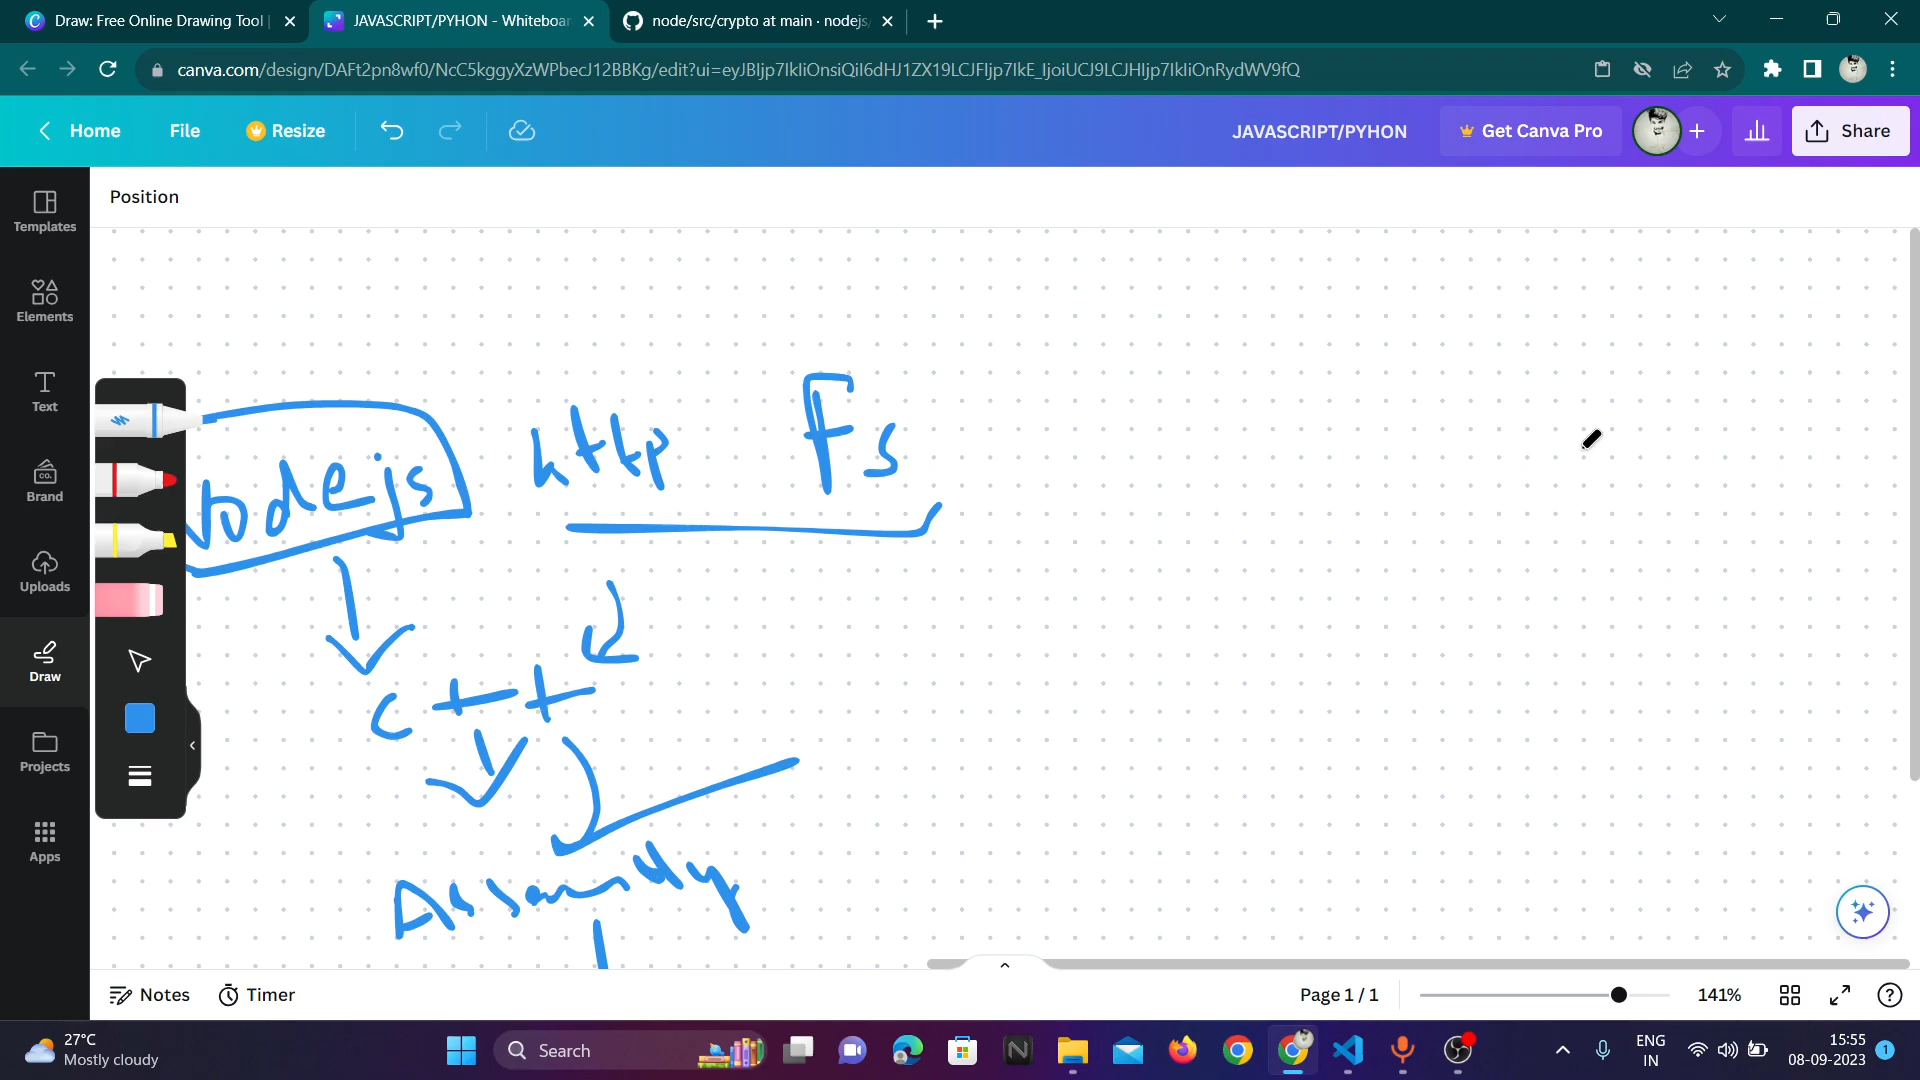 Draw: Free Online Drawing Tool |
JAVASCRIPT/PYHON - Whiteboar
node/src/crypto at main · nodejs/
canva.com/design/DAFt2pn8wf0/NcC5kggyXzWPbecJ12BBKg/edit?ui=eyJBIjp7IkIiOnsiQiI6dHJ1ZX19LCJFIjp7IkE_IjoiUCJ9LCJHIjp7IkIiOnRydWV9fQ
Home
File
Resize
JAVASCRIPT/PYHON
Get Canva Pro
Share
Position
Templates
Elements
Text
Brand
Uploads
Draw
Projects
Apps
http
Fs
Nodejs
C++
Assembly
Notes
Timer
Page 1 / 1
141%
27°C
Mostly cloudy
Search
ENG
IN
15:55
08-09-2023
1